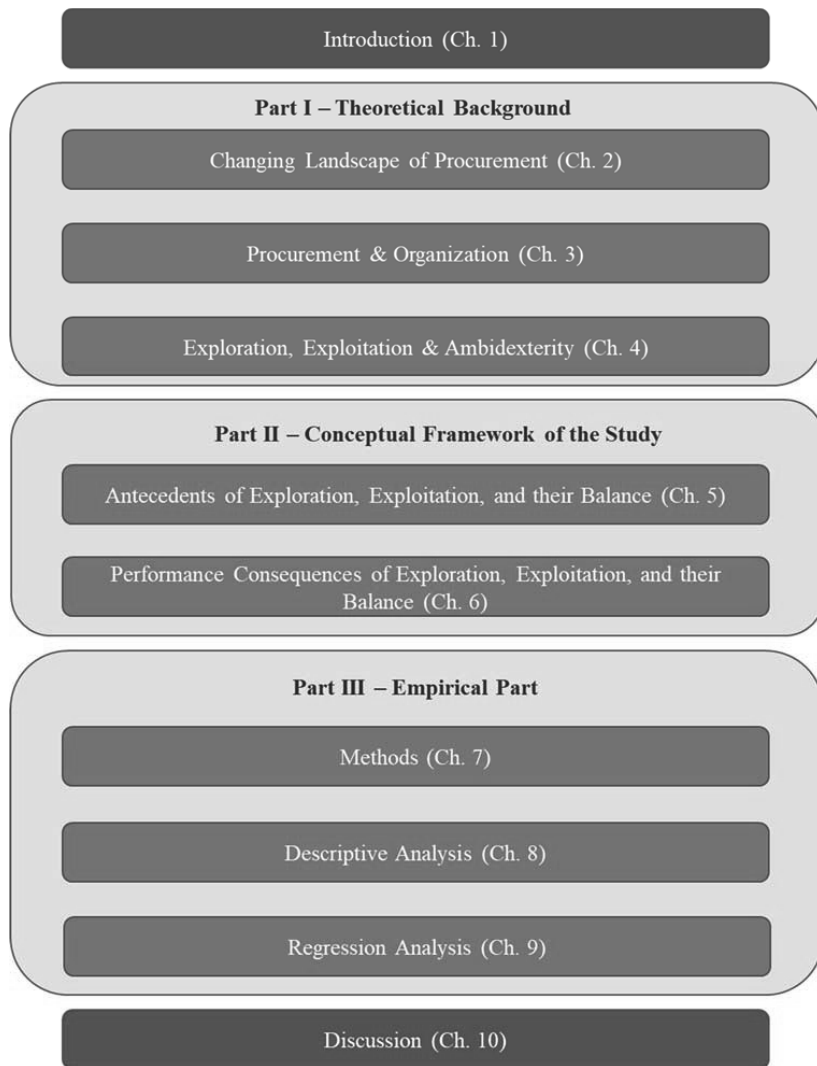 Introduction (Ch. 1)
Part I – Theoretical Background
Changing Landscape of Procurement (Ch. 2)
Procurement & Organization (Ch. 3)
Exploration, Exploitation & Ambidexterity (Ch. 4)
Part II – Conceptual Framework of the Study
Antecedents of Exploration, Exploitation, and their Balance (Ch. 5)
Performance Consequences of Exploration, Exploitation, and their
Balance (Ch. 6)
Part III – Empirical Part
Methods (Ch. 7)
Descriptive Analysis (Ch. 8)
Regression Analysis (Ch. 9)
Discussion (Ch. 10)